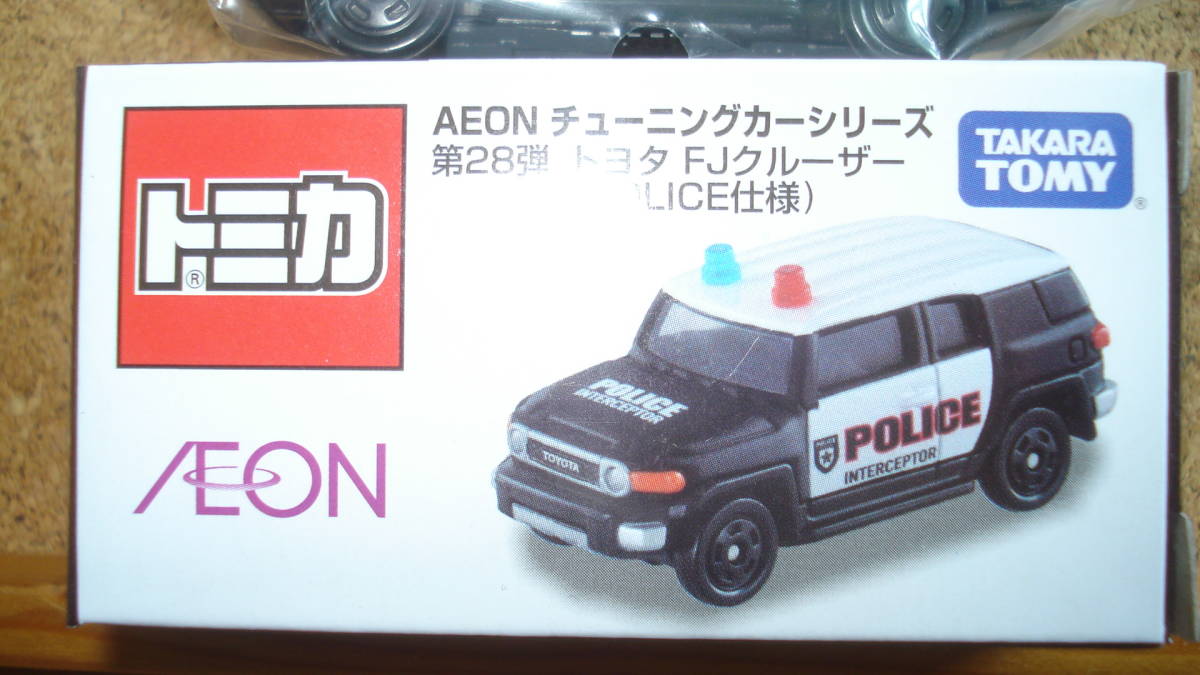 トミカ
®
AEON チューニングカーシリーズ
第28弾 トヨタ FJクルーザー
LICE仕様）
TAKARA
TOMY
®
POLICE
INTERCEPTOR
TOYOTA
POLICE
POLICE
INTERCEPTOR
ÆON